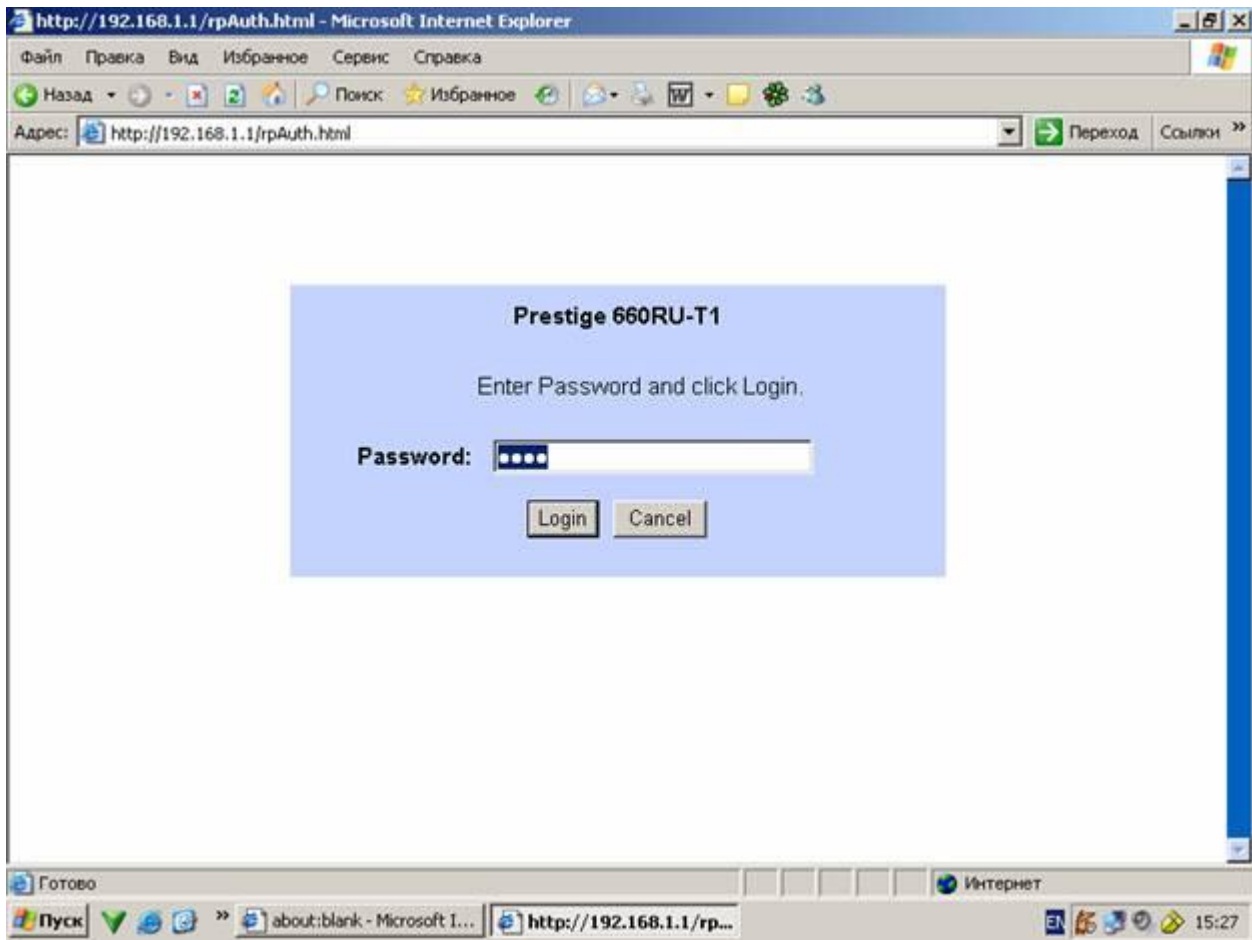 http://192.168.1.1/rpAuth.html - Microsoft Internet Explorer
Файл Правка Вид Избранное Сервис Справка
Назад Поиск Избранное
Адрес: http://192.168.1.1/rpAuth.html Переход Ссылки »
Prestige 660RU-T1
Enter Password and click Login.
Password: ••••
Login Cancel
Готово Интернет
Пуск » about:blank - Microsoft I... http://192.168.1.1/rp... EN 15:27